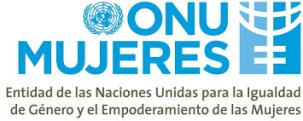 ONU
MUJERES
Entidad de las Naciones Unidas para la Igualdad
de Género y el Empoderamiento de las Mujeres